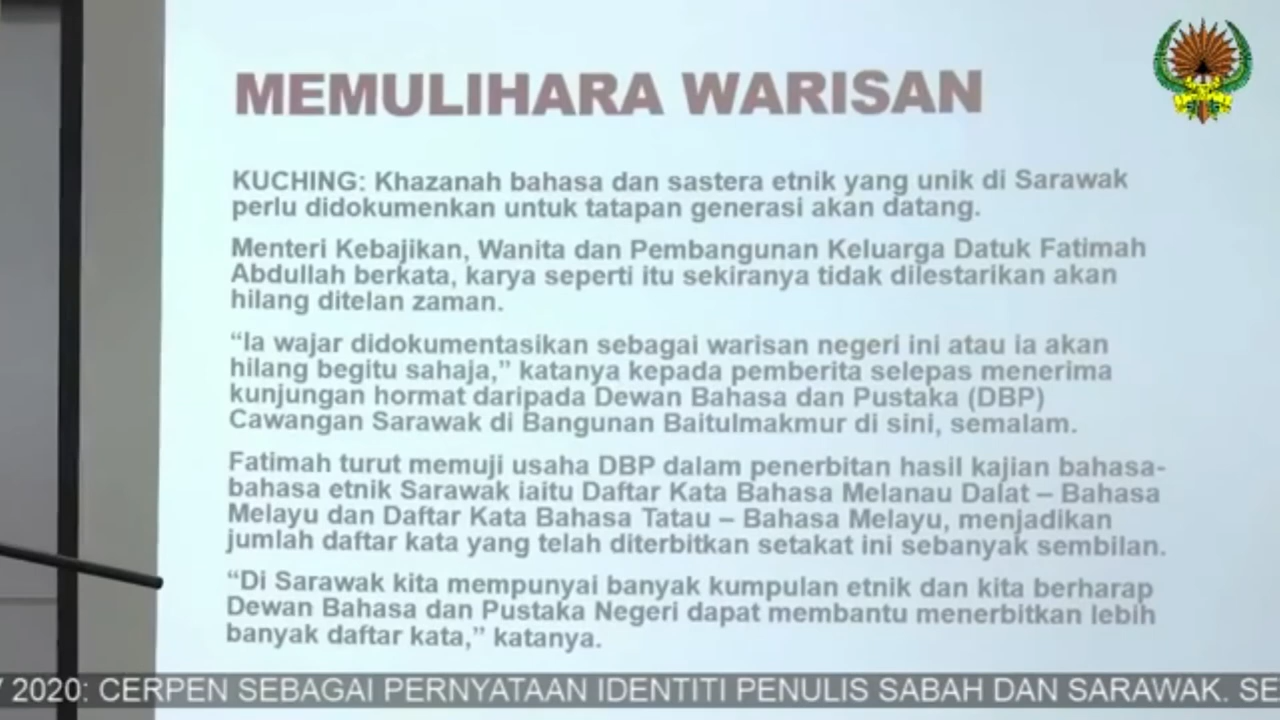 MEMULIHARA WARISAN
KUCHING: Khazanah bahasa dan sastera etnik yang unik di Sarawak
perlu didokumenkan untuk tatapan generasi akan datang.
Menteri Kebajikan, Wanita dan Pembangunan Keluarga Datuk Fatimah
Abdullah berkata, karya seperti itu sekiranya tidak dilestarikan akan
hilang ditelan zaman.
“Ia wajar didokumentasikan sebagai warisan negeri ini atau ia akan
hilang begitu sahaja,” katanya kepada pemberita selepas menerima
kunjungan hormat daripada Dewan Bahasa dan Pustaka (DBP)
Cawangan Sarawak di Bangunan Baitulmakmur di sini, semalam.
Fatimah turut memuji usaha DBP dalam penerbitan hasil kajian bahasa-
bahasa etnik Sarawak iaitu Daftar Kata Bahasa Melanau Dalat – Bahasa
Melayu dan Daftar Kata Bahasa Tatau – Bahasa Melayu, menjadikan
jumlah daftar kata yang telah diterbitkan setakat ini sebanyak sembilan.
“Di Sarawak kita mempunyai banyak kumpulan etnik dan kita berharap
Dewan Bahasa dan Pustaka Negeri dapat membantu menerbitkan lebih
banyak daftar kata,” katanya.
2020: CERPEN SEBAGAI PERNYATAAN IDENTITI PENULIS SABAH DAN SARAWAK. SE